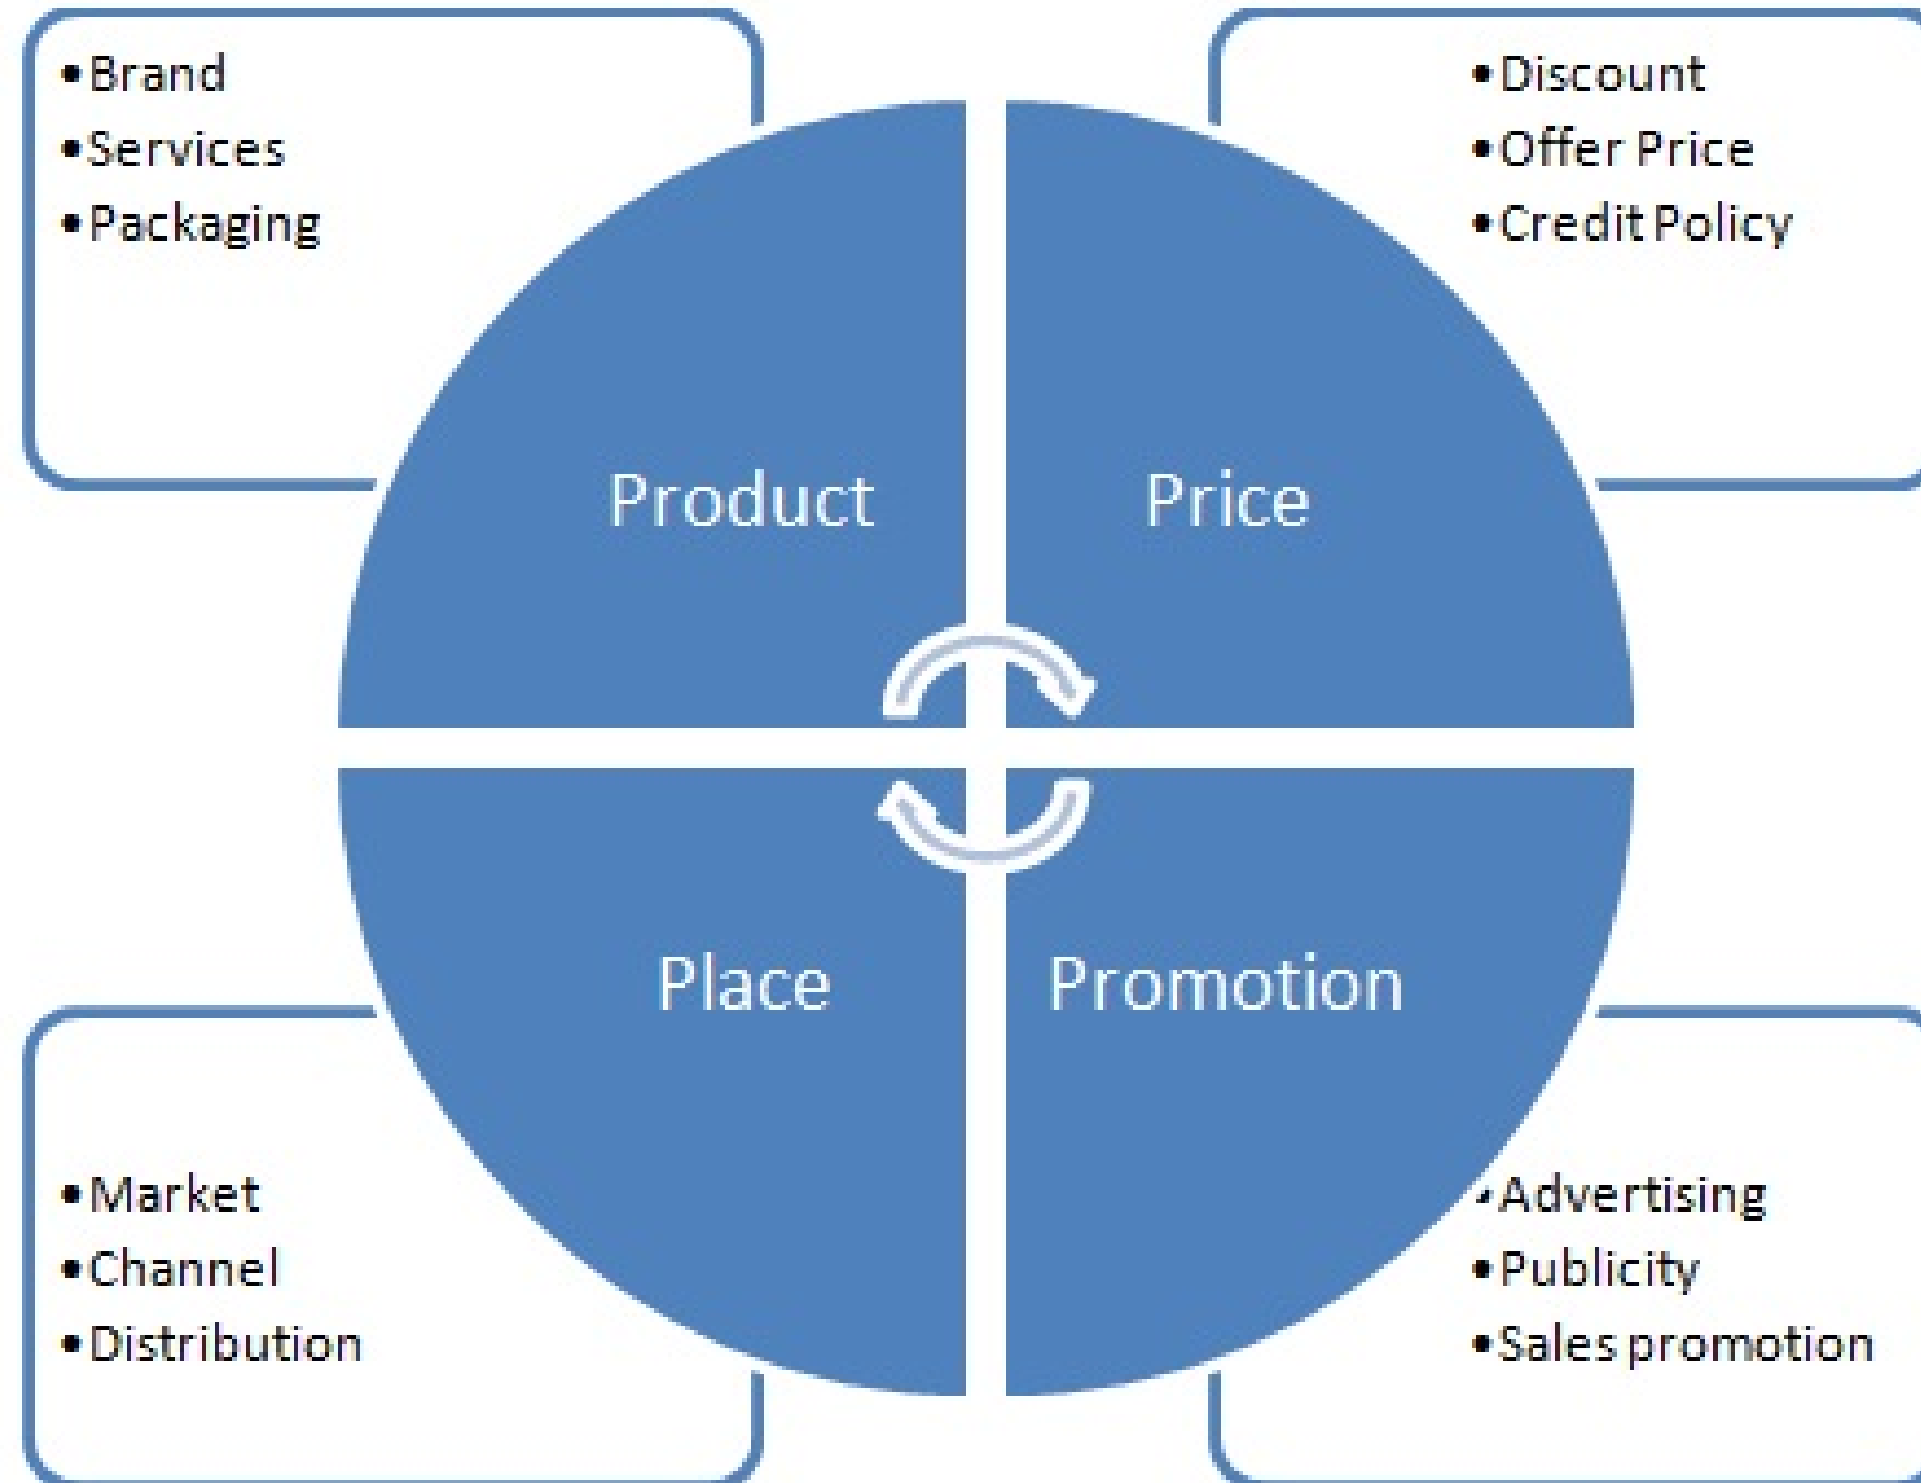 •Brand
•Services
•Packaging
•Discount
•Offer Price
•Credit Policy
Product
Price
Place
Promotion
•Market
•Channel
•Distribution
•Advertising
•Publicity
•Sales promotion